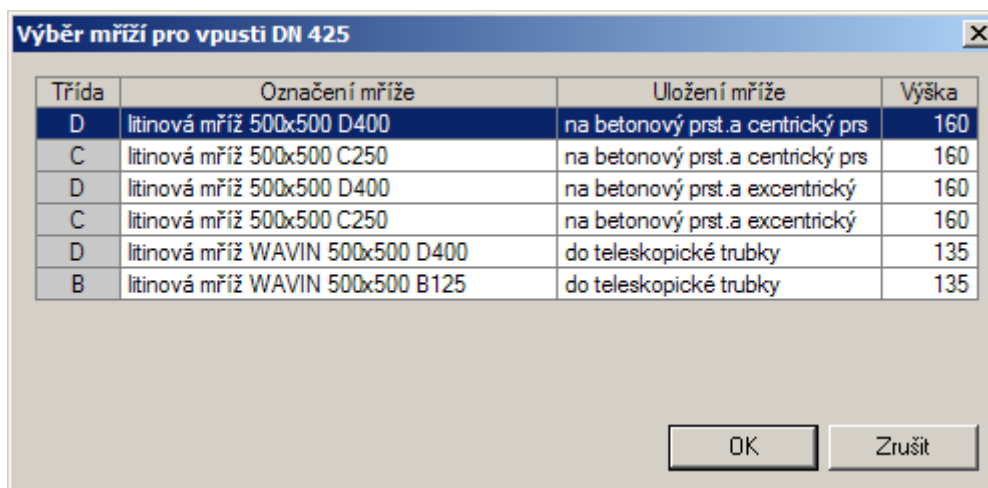 Výběr mříží pro vpusti DN 425
Třída Označení mříže Uložení mříže Výška
D litinová mříž 500x500 D400 na betonový prst.a centrický prs 160
C litinová mříž 500x500 C250 na betonový prst.a centrický prs 160
D litinová mříž 500x500 D400 na betonový prst.a excentrický 160
C litinová mříž 500x500 C250 na betonový prst.a excentrický 160
D litinová mříž WAVIN 500x500 D400 do teleskopické trubky 135
B litinová mříž WAVIN 500x500 B125 do teleskopické trubky 135
OK Zrušit